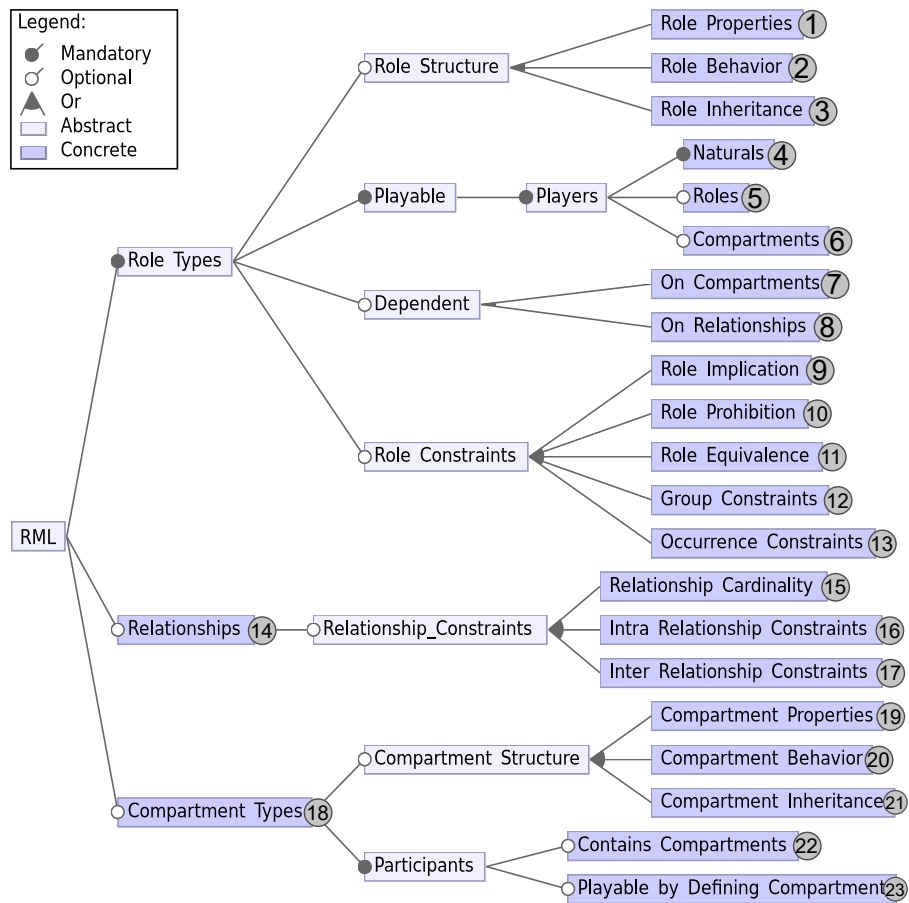 Legend:
Mandatory
Optional
Or
Abstract
Concrete
Role Properties 1
Role Structure
Role Behavior 2
Role Inheritance 3
Naturals 4
Playable
Players
Roles 5
Compartments 6
Role Types
On Compartments 7
Dependent
On Relationships 8
Role Implication 9
Role Prohibition 10
Role Constraints
Role Equivalence 11
Group Constraints 12
RML
Occurrence Constraints 13
Relationship Cardinality 15
Relationships 14
Relationship_Constraints
Intra Relationship Constraints 16
Inter Relationship Constraints 17
Compartment Properties 19
Compartment Structure
Compartment Behavior 20
Compartment Inheritance 21
Compartment Types 18
Contains Compartments 22
Participants
Playable by Defining Compartment 23